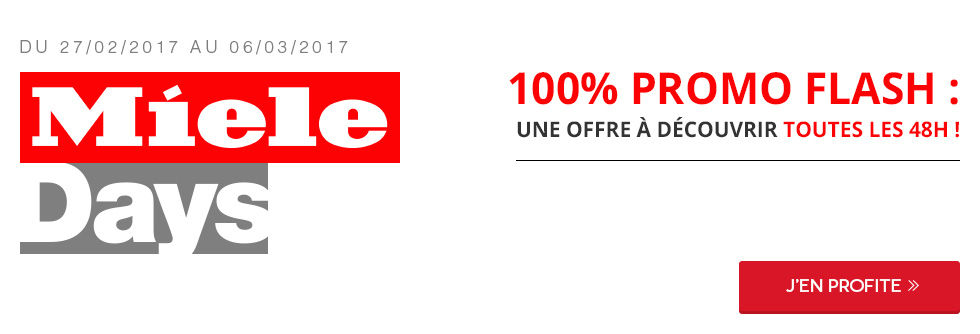 DU 27/02/2017 AU 06/03/2017
Miele
Days
100% PROMO FLASH :
UNE OFFRE À DÉCOUVRIR TOUTES LES 48H !
J'EN PROFITE »